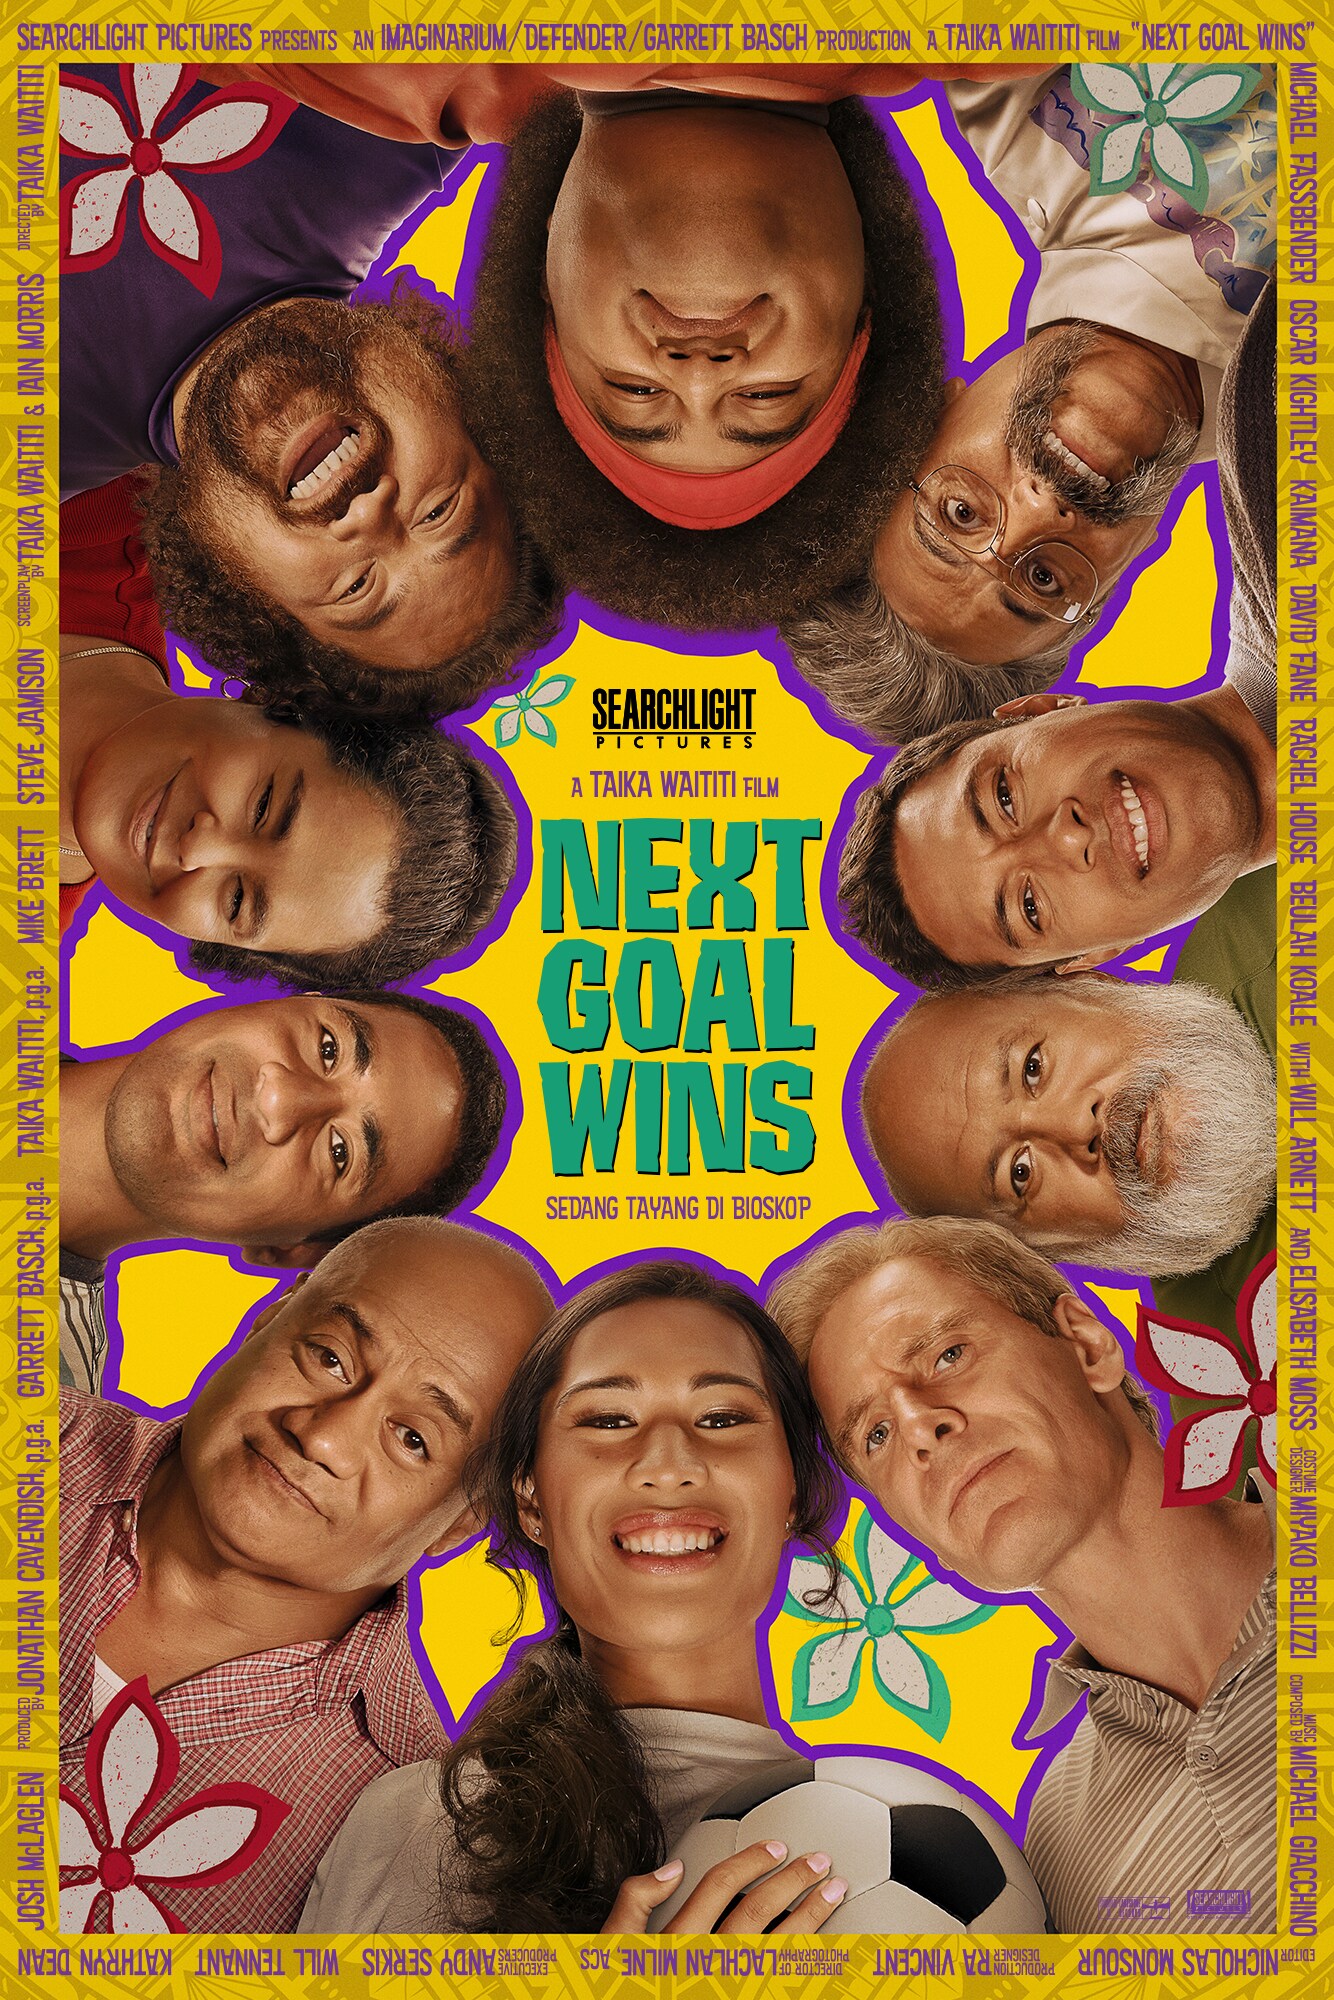 SEARCHLIGHT PICTURES PRESENTS AN IMAGINARIUM/DEFENDER/GARRETT BASCH PRODUCTION A TAIKA WAITITI FILM "NEXT GOAL WINS"
MICHAEL FASSBENDER OSCAR KIGHTLEY KAIMANA DAVID FANE RACHEL HOUSE BEULAH KOALE WITH WILL ARNETT AND ELISABETH MOSS COSTUME DESIGNER MIYAKO BELLIZZI MUSIC COMPOSED BY MICHAEL GIACCHINO
EDITOR NICHOLAS MONSOUR PRODUCTION DESIGNER RA VINCENT DIRECTOR OF PHOTOGRAPHY LACHLAN MILNE, ACS EXECUTIVE PRODUCERS ANDY SERKIS WILL TENNANT KATHRYN DEAN
JOSH McLAGLEN PRODUCED BY JONATHAN CAVENDISH, p.g.a. GARRETT BASCH, p.g.a. TAIKA WAITITI, p.g.a. MIKE BRETT STEVE JAMISON SCREENPLAY BY TAIKA WAITITI & IAIN MORRIS DIRECTED BY TAIKA WAITITI
SEARCHLIGHT
PICTURES
A TAIKA WAITITI FILM
NEXT
GOAL
WINS
SEDANG TAYANG DI BIOSKOP
SEARCHLIGHT
PICTURES